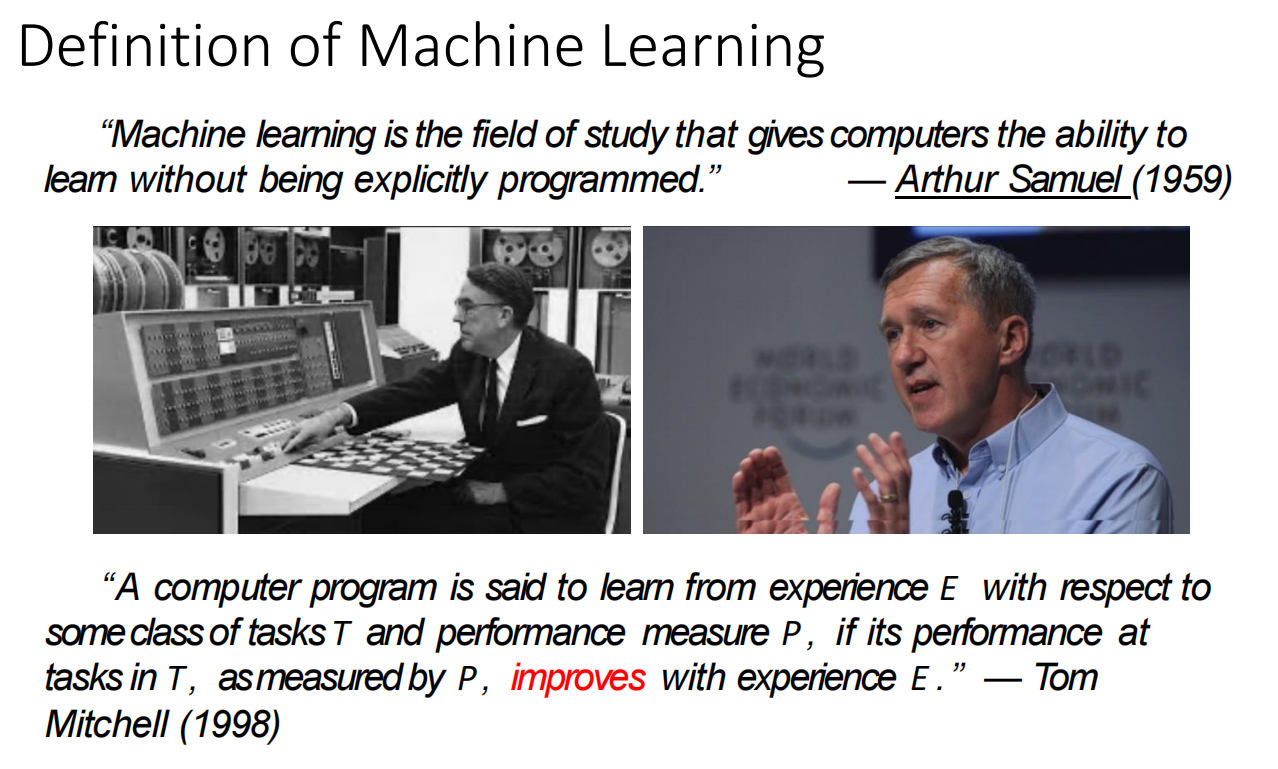 Definition of Machine Learning
“Machine learning is the field of study that gives computers the ability to
learn without being explicitly programmed.” — Arthur Samuel (1959)
WORLD ECONOMIC FORUM
WORLD ECONOMIC FORUM
“A computer program is said to learn from experience E with respect to
some class of tasks T and performance measure P, if its performance at
tasks in T, as measured by P, improves with experience E.” — Tom
Mitchell (1998)